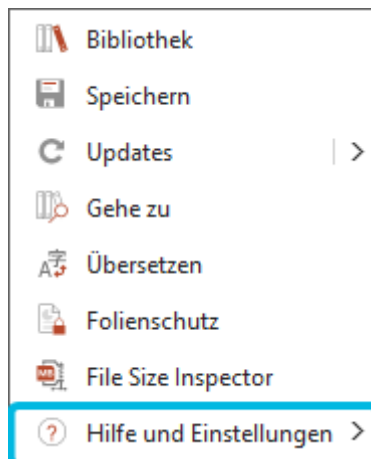 Bibliothek
Speichern
Updates
Gehe zu
Übersetzen
Folienschutz
File Size Inspector
Hilfe und Einstellungen